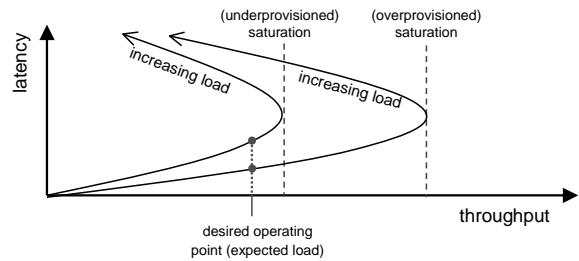 (underprovisioned)
saturation
(overprovisioned)
saturation
latency
increasing load
increasing load
throughput
desired operating
point (expected load)